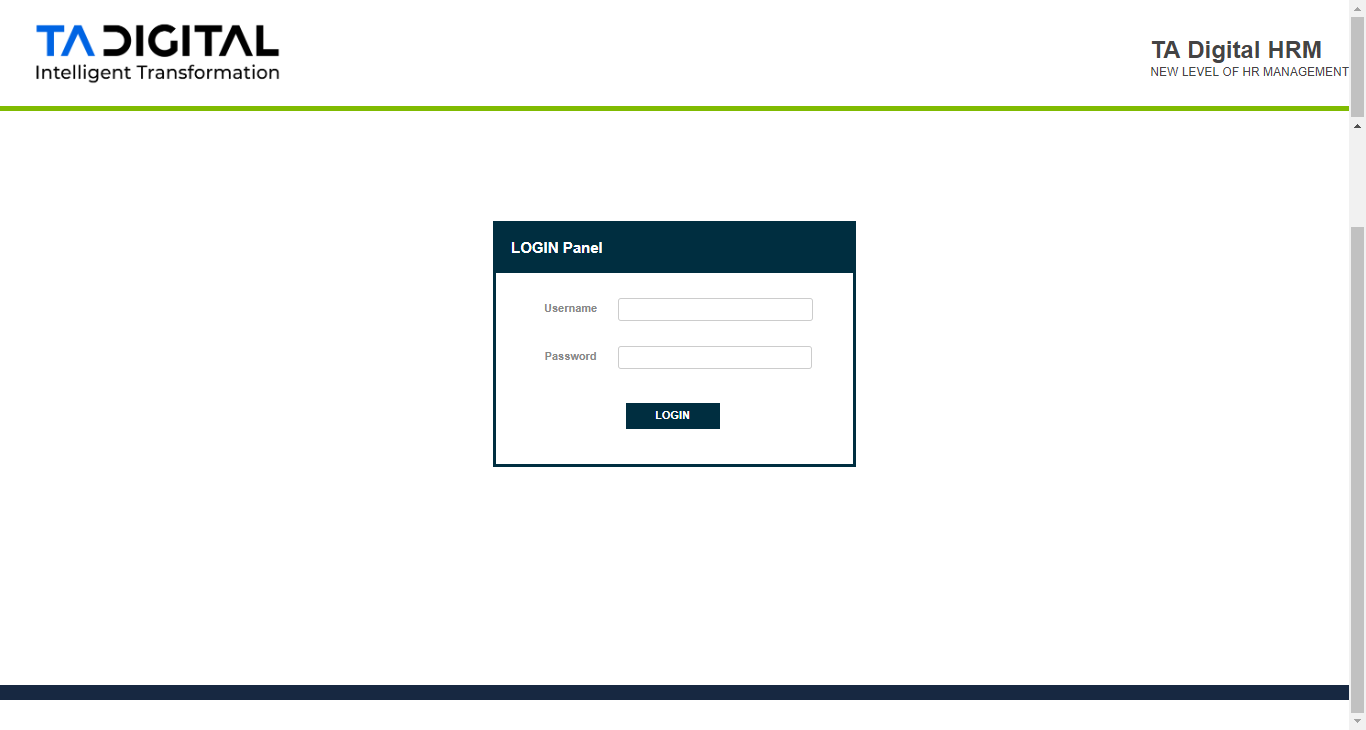 TA DIGITAL
Intelligent Transformation
TA Digital HRM
NEW LEVEL OF HR MANAGEMENT
LOGIN Panel
Username
Password
LOGIN